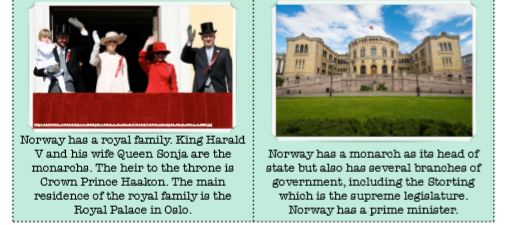 Norway has a royal family. King Harald
V and his wife Queen Sonja are the
monarchs. The heir to the throne is
Crown Prince Haakon. The main
residence of the royal family is the
Royal Palace in Oslo.
Norway has a monarch as its head of
state but also has several branches of
government, including the Storting
which is the supreme legislature.
Norway has a prime minister.